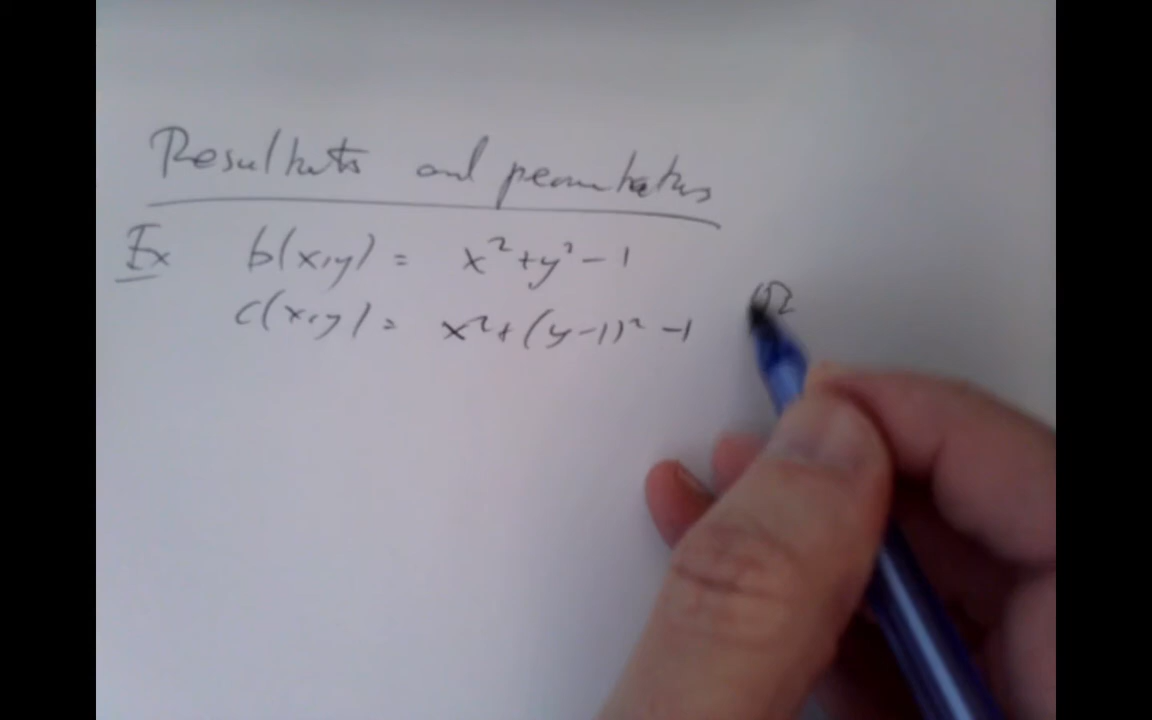 Resultants and permutations
Ex b(x,y) = x²+y²-1
c(x,y) = x²+(y-1)²-1